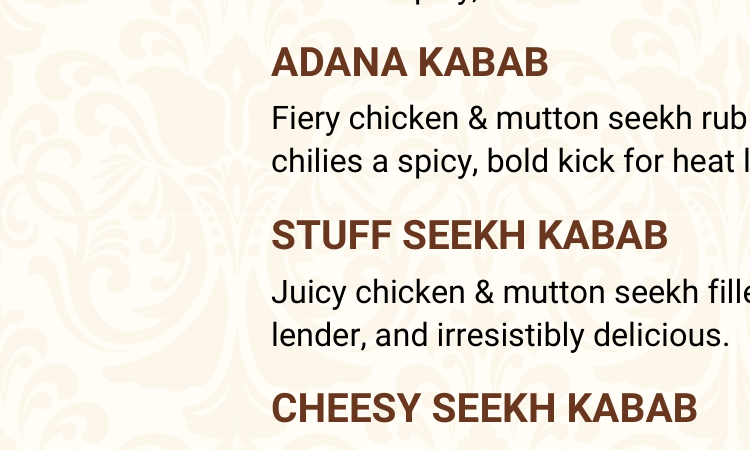 ADANA KABAB
Fiery chicken & mutton seekh rub
chilies a spicy, bold kick for heat
STUFF SEEKH KABAB
Juicy chicken & mutton seekh
lender, and irresistibly delicious.
CHEESY SEEKH KABAB